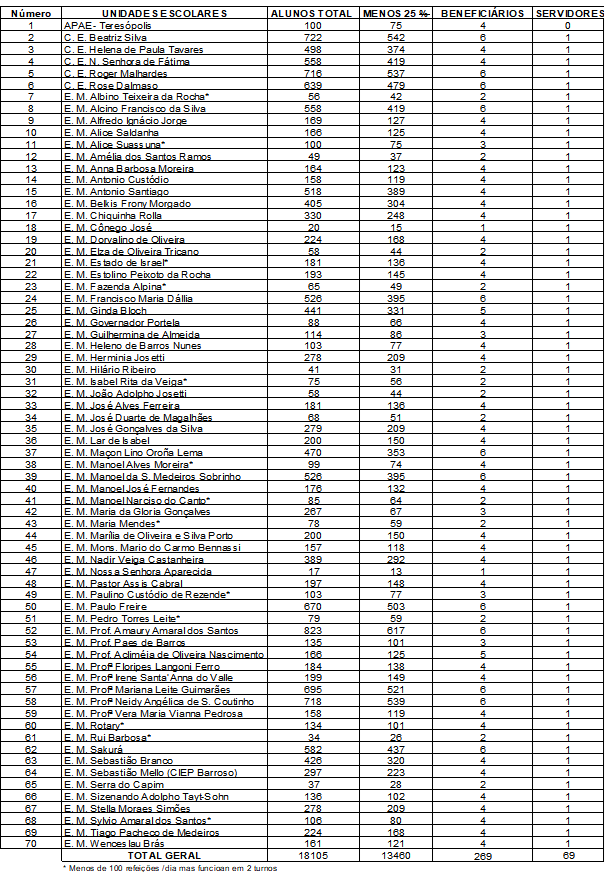 Número UNIDADES ESCOLARES ALUNOS TOTAL MENOS 25 % BENEFICIÁRIOS SERVIDORES
1 APAE - Teresópolis 100 75 4 0
2 C. E. Beatriz Silva 722 542 6 1
3 C. E. Helena de Paula Tavares 498 374 4 1
4 C. E. N. Senhora de Fátima 558 419 4 1
5 C. E. Roger Malhardes 716 537 6 1
6 C. E. Rose Dalmaso 639 479 6 1
7 E. M. Albino Teixeira da Rocha* 56 42 2 1
8 E. M. Alcino Francisco da Silva 558 419 6 1
9 E. M. Alfredo Ignácio Jorge 169 127 4 1
10 E. M. Alice Saldanha 166 125 4 1
11 E. M. Alice Suassuna* 100 75 3 1
12 E. M. Amélia dos Santos Ramos 49 37 2 1
13 E. M. Anna Barbosa Moreira 164 123 4 1
14 E. M. Antonio Custódio 158 119 4 1
15 E. M. Antonio Santiago 518 389 4 1
16 E. M. Belkis Frony Morgado 405 304 4 1
17 E. M. Chiquinha Rolla 330 248 4 1
18 E. M. Cônego José 20 15 1 1
19 E. M. Dorvalino de Oliveira 224 168 4 1
20 E. M. Elza de Oliveira Tricano 58 44 2 1
21 E. M. Estado de Israel* 181 136 4 1
22 E. M. Estolino Peixoto da Rocha 193 145 4 1
23 E. M. Fazenda Alpina* 65 49 2 1
24 E. M. Francisco Maria Dállia 526 395 6 1
25 E. M. Ginda Bloch 441 331 5 1
26 E. M. Governador Portela 88 66 4 1
27 E. M. Guilhermina de Almeida 114 86 3 1
28 E. M. Heleno de Barros Nunes 103 77 4 1
29 E. M. Hermínia Josetti 278 209 4 1
30 E. M. Hilário Ribeiro 41 31 2 1
31 E. M. Isabel Rita da Veiga* 75 56 2 1
32 E. M. João Adolpho Josetti 58 44 2 1
33 E. M. José Alves Ferreira 181 136 4 1
34 E. M. José Duarte de Magalhães 68 51 2 1
35 E. M. José Gonçalves da Silva 279 209 4 1
36 E. M. Lar de Isabel 200 150 4 1
37 E. M. Maçon Lino Oroña Lema 470 353 6 1
38 E. M. Manoel Alves Moreira* 99 74 4 1
39 E. M. Manoel da S. Medeiros Sobrinho 526 395 6 1
40 E. M. Manoel José Fernandes 176 132 4 1
41 E. M. Manoel Narciso do Canto* 85 64 2 1
42 E. M. Maria da Gloria Gonçalves 267 67 3 1
43 E. M. Maria Mendes* 78 59 2 1
44 E. M. Marília de Oliveira e Silva Porto 200 150 4 1
45 E. M. Mons. Mario do Carmo Bennassi 157 118 4 1
46 E. M. Nadir Veiga Castanheira 389 292 4 1
47 E. M. Nossa Senhora Aparecida 17 13 1 1
48 E. M. Pastor Assis Cabral 197 148 4 1
49 E. M. Paulino Custódio de Rezende* 103 77 3 1
50 E. M. Paulo Freire 670 503 6 1
51 E. M. Pedro Torres Leite* 79 59 2 1
52 E. M. Prof. Amaury Amaral dos Santos 823 617 6 1
53 E. M. Prof. Paes de Barros 135 101 3 1
54 E. M. Prof. Acliméia de Oliveira Nascimento 166 125 5 1
55 E. M. Profª Floripes Langoni Ferro 184 138 4 1
56 E. M. Profª Irene Santa'Anna do Valle 199 149 4 1
57 E. M. Profª Mariana Leite Guimarães 695 521 6 1
58 E. M. Profª Neidy Angélica de S. Coutinho 718 539 6 1
59 E. M. Profª Vera Maria Vianna Pedrosa 158 119 4 1
60 E. M. Rotary* 134 101 4 1
61 E. M. Rui Barbosa* 34 26 2 1
62 E. M. Sakurá 582 437 6 1
63 E. M. Sebastião Branco 426 320 4 1
64 E. M. Sebastião Mello (CIEP Barroso) 297 223 4 1
65 E. M. Serra do Capim 37 28 2 1
66 E. M. Sizenando Adolpho Tayt-Sohn 136 102 4 1
67 E. M. Stella Moraes Simões 278 209 4 1
68 E. M. Sylvio Amaral dos Santos* 106 80 4 1
69 E. M. Tiago Pacheco de Medeiros 224 168 4 1
70 E. M. Wenceslau Brás 161 121 4 1
TOTAL GERAL 18105 13460 269 69
* Menos de 100 refeições /dia mas funcionam em 2 turnos